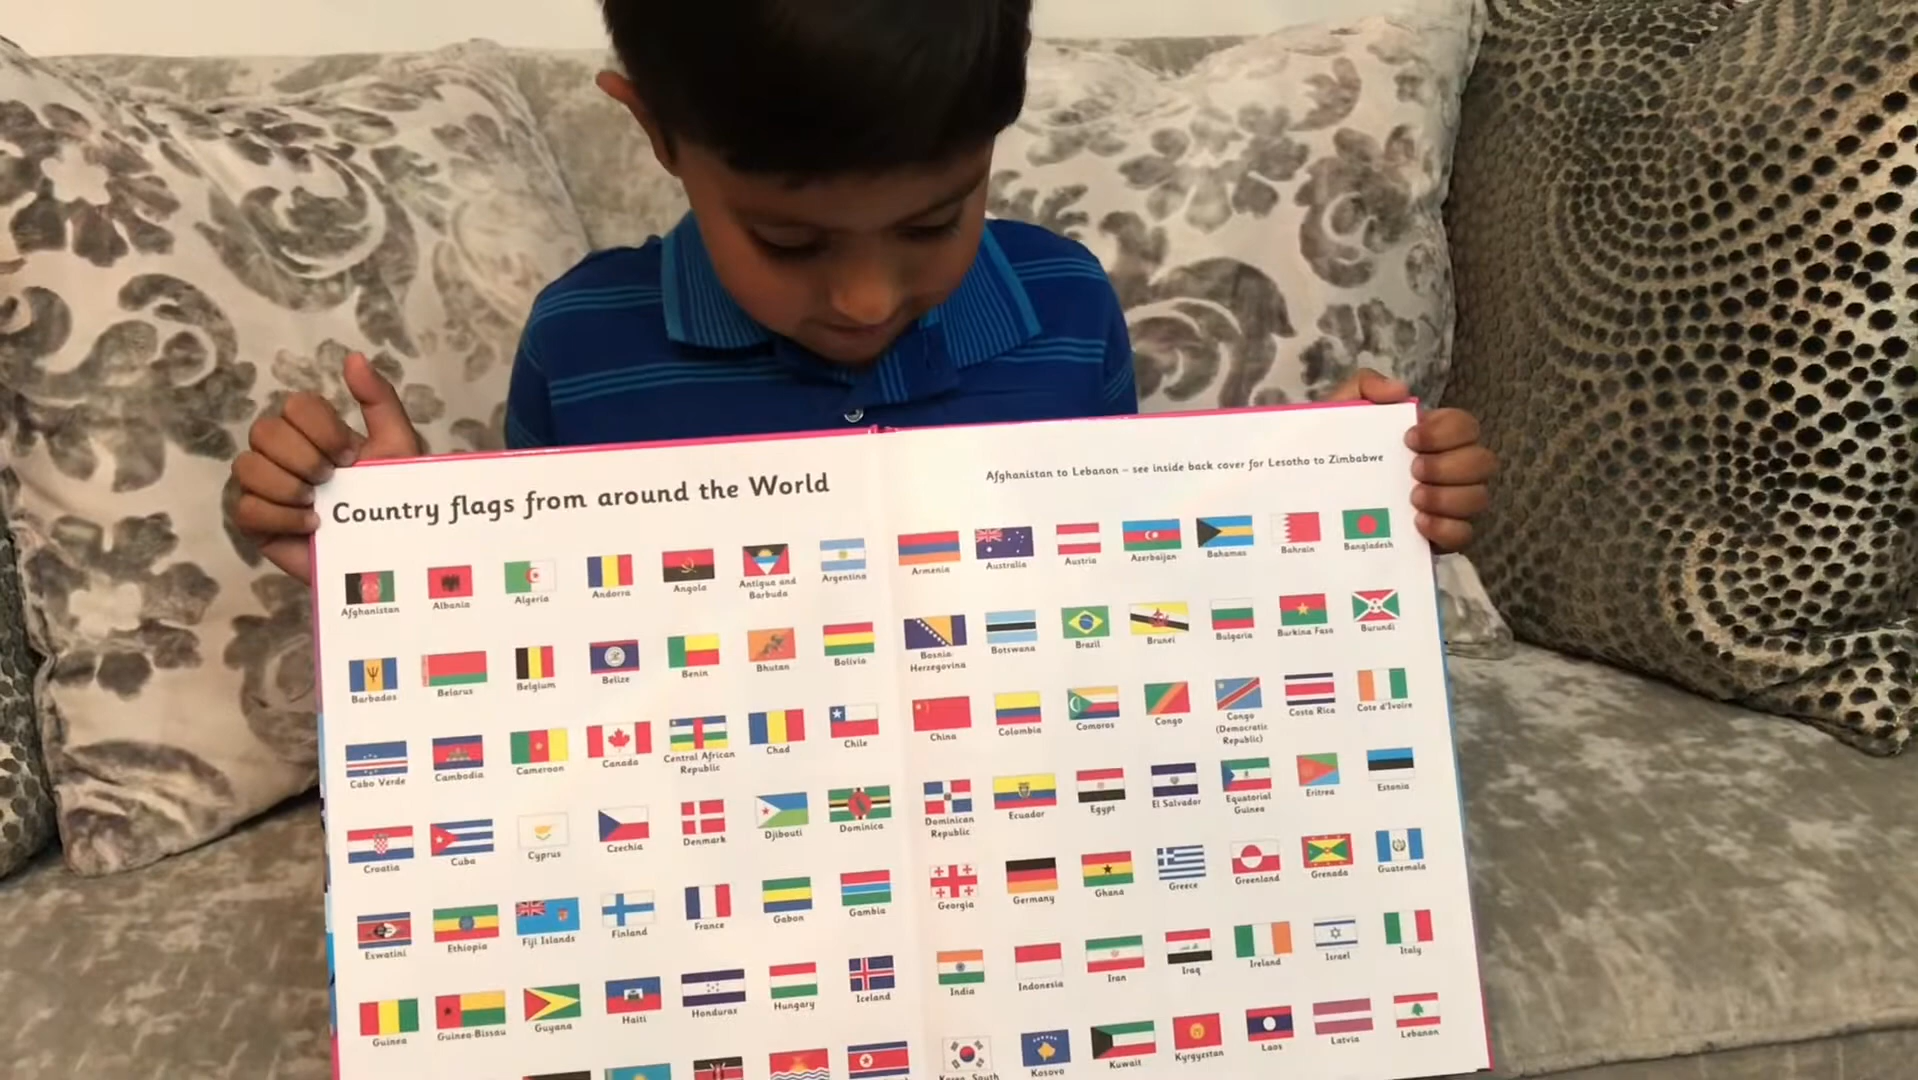 Country flags from around the World
Afghanistan to Lebanon – see inside back cover for Lesotho to Zimbabwe
Afghanistan
Albania
Algeria
Andorra
Angola
Antigua and
Barbuda
Argentina
Armenia
Australia
Austria
Azerbaijan
Bahamas
Bahrain
Bangladesh
Barbados
Belarus
Belgium
Belize
Benin
Bhutan
Bolivia
Bosnia
Herzegovina
Botswana
Brazil
Brunei
Bulgaria
Burkina Faso
Burundi
Cabo Verde
Cambodia
Cameroon
Canada
Central African
Republic
Chad
Chile
China
Colombia
Comoros
Congo
Congo
(Democratic
Republic)
Costa Rica
Cote d'Ivoire
Croatia
Cuba
Cyprus
Czechia
Denmark
Djibouti
Dominica
Dominican
Republic
Ecuador
Egypt
El Salvador
Equatorial
Guinea
Eritrea
Estonia
Eswatini
Ethiopia
Fiji Islands
Finland
France
Gabon
Gambia
Georgia
Germany
Ghana
Greece
Greenland
Grenada
Guatemala
Guinea
Guinea-Bissau
Guyana
Haiti
Honduras
Hungary
Iceland
India
Indonesia
Iran
Iraq
Ireland
Israel
Italy
Korea, South
Kosovo
Kuwait
Kyrgyzstan
Laos
Latvia
Lebanon